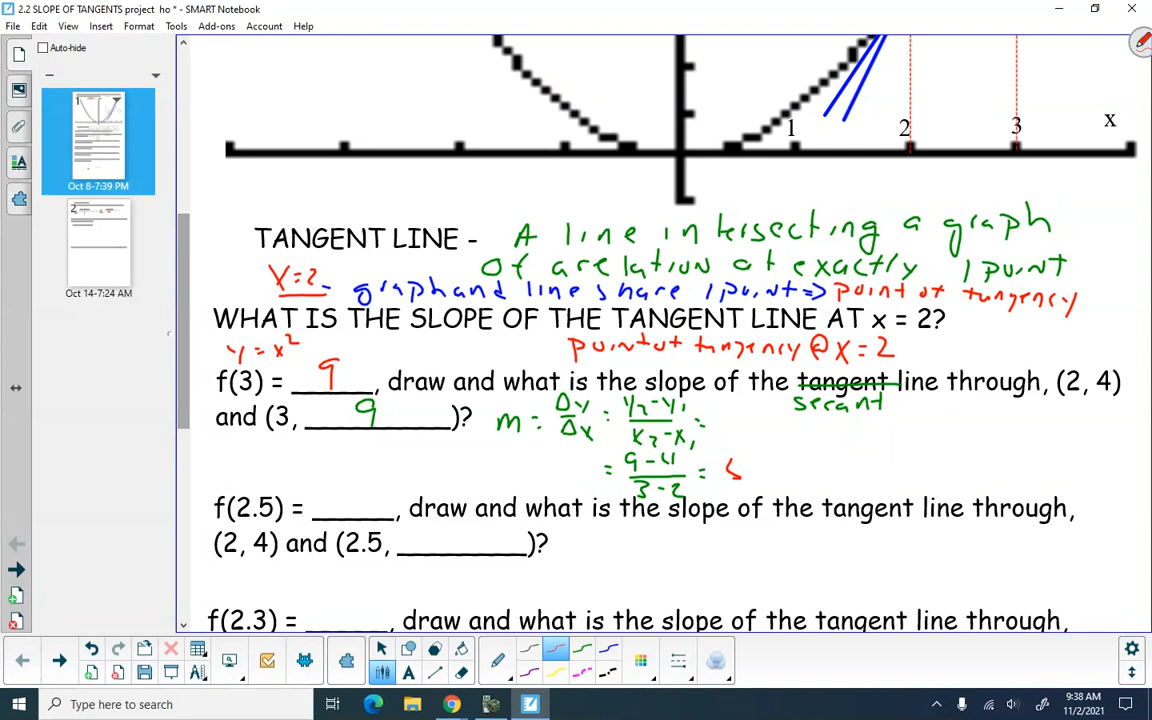 2.2 SLOPE OF TANGENTS project ho * - SMART Notebook
File Edit View Insert Format Tools Add-ons Account Help
Auto-hide
1
Oct 8-7:39 PM
2
Oct 14-7:24 AM
1 2 3 x
TANGENT LINE - A line intersecting a graph
of a relation at exactly 1 point
x=2 - graph and line share 1 point => point of tangency
WHAT IS THE SLOPE OF THE TANGENT LINE AT x = 2?
y = x² point of tangency @ x = 2
f(3) = __9__, draw and what is the slope of the tangent line through, (2, 4)
secant
and (3, __9__)? m = Δy/Δx = y₂-y₁/x₂-x₁ =
= 9-4/3-2 =
f(2.5) = ______, draw and what is the slope of the tangent line through,
(2, 4) and (2.5, _________)?
f(2.3) = ______, draw and what is the slope of the tangent line through,
Type here to search
9:38 AM
11/2/2021